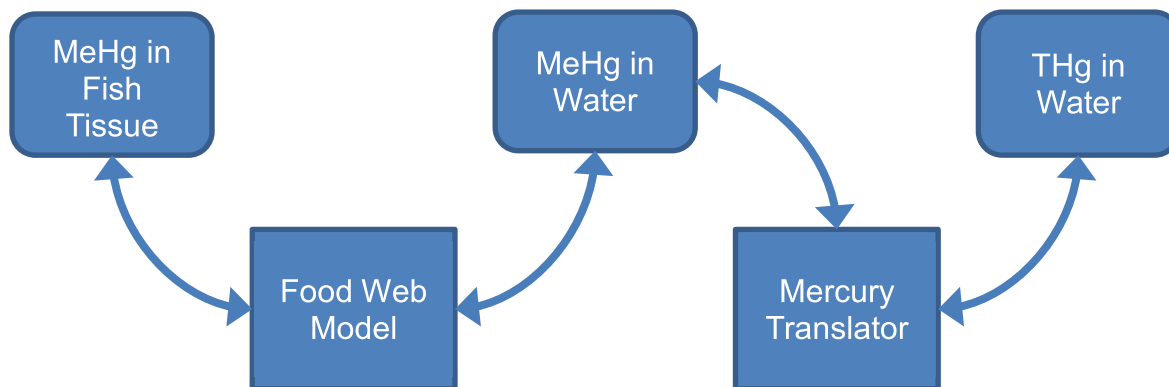 MeHg in
Fish
Tissue
MeHg in
Water
THg in
Water
Food Web
Model
Mercury
Translator